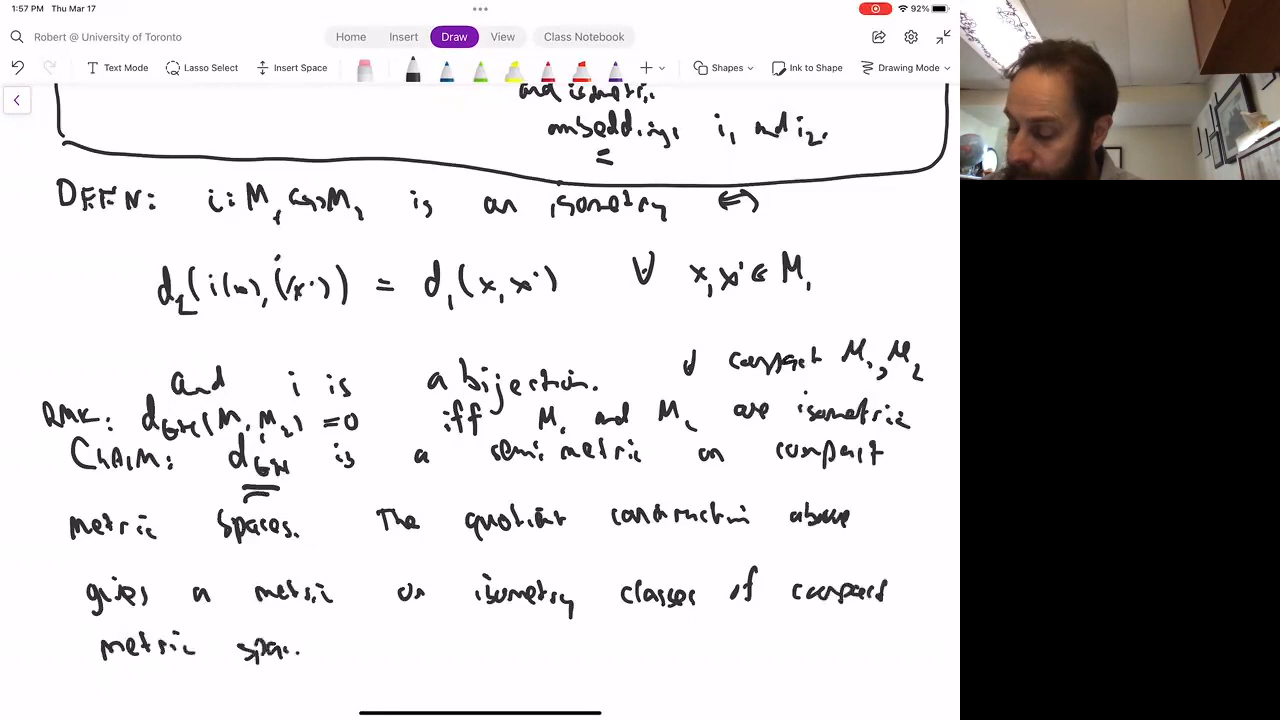 1:57 PM Thu Mar 17
92%
Robert @ University of Toronto
Home Insert Draw View Class Notebook
Text Mode Lasso Select Insert Space Shapes Ink to Shape Drawing Mode
and isometric
embeddings i₁ and i₂.
DEFN: i: M₁ ↪ M₂ is an isometry ⟷
d₂(i(x), i(x')) = d₁(x, x') ∀ x, x' ∈ M₁
and i is a bijection. ∀ compact M₁, M₂
RMK: d_GH(M₁, M₂) = 0 iff M₁ and M₂ are isometric
CLAIM: d_GH is a semimetric on compact
metric spaces. The quotient construction above
gives a metric on isometry classes of compact
metric spac.